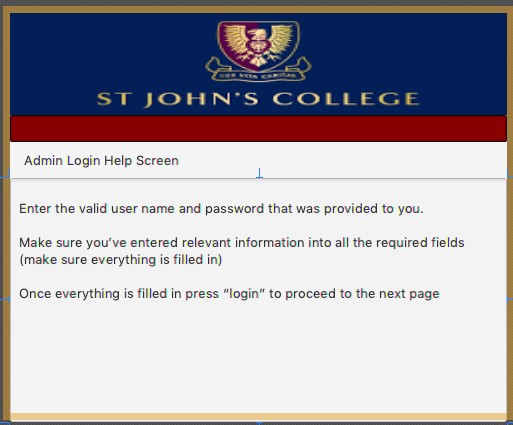 ST JOHN'S COLLEGE
Admin Login Help Screen
Enter the valid user name and password that was provided to you.
Make sure you’ve entered relevant information into all the required fields
(make sure everything is filled in)
Once everything is filled in press “login” to proceed to the next page